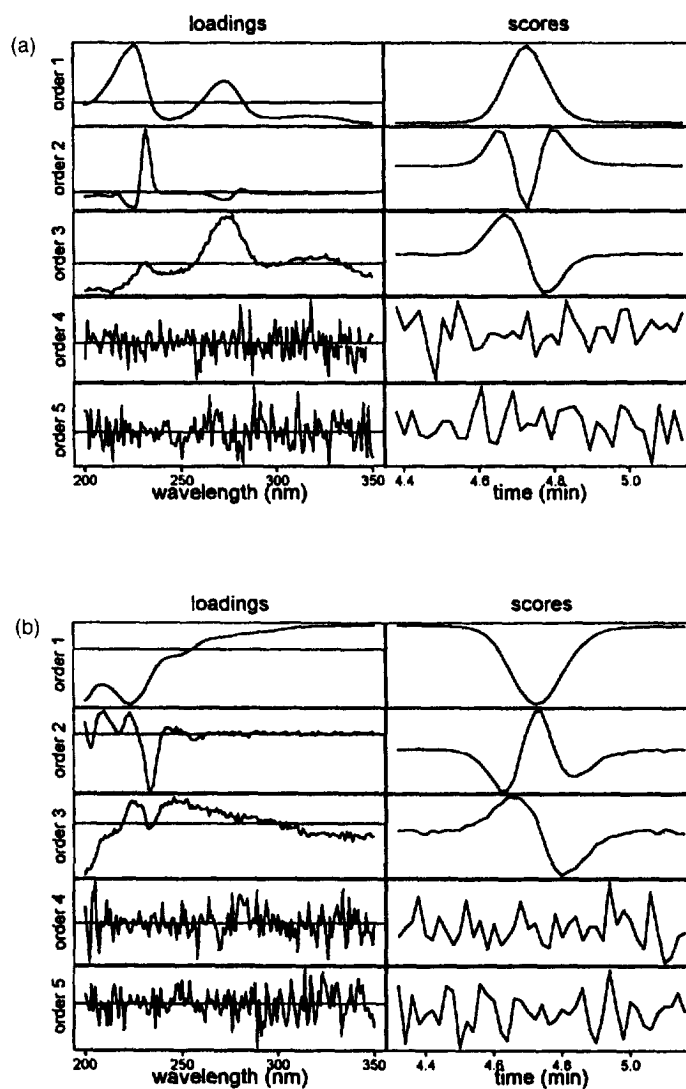 (a)
loadings scores
order 1
order 2
order 3
order 4
order 5
200 250 300 350 4.4 4.6 4.8 5.0
wavelength (nm) time (min)
(b)
loadings scores
order 1
order 2
order 3
order 4
order 5
200 250 300 350 4.4 4.6 4.8 5.0
wavelength (nm) time (min)